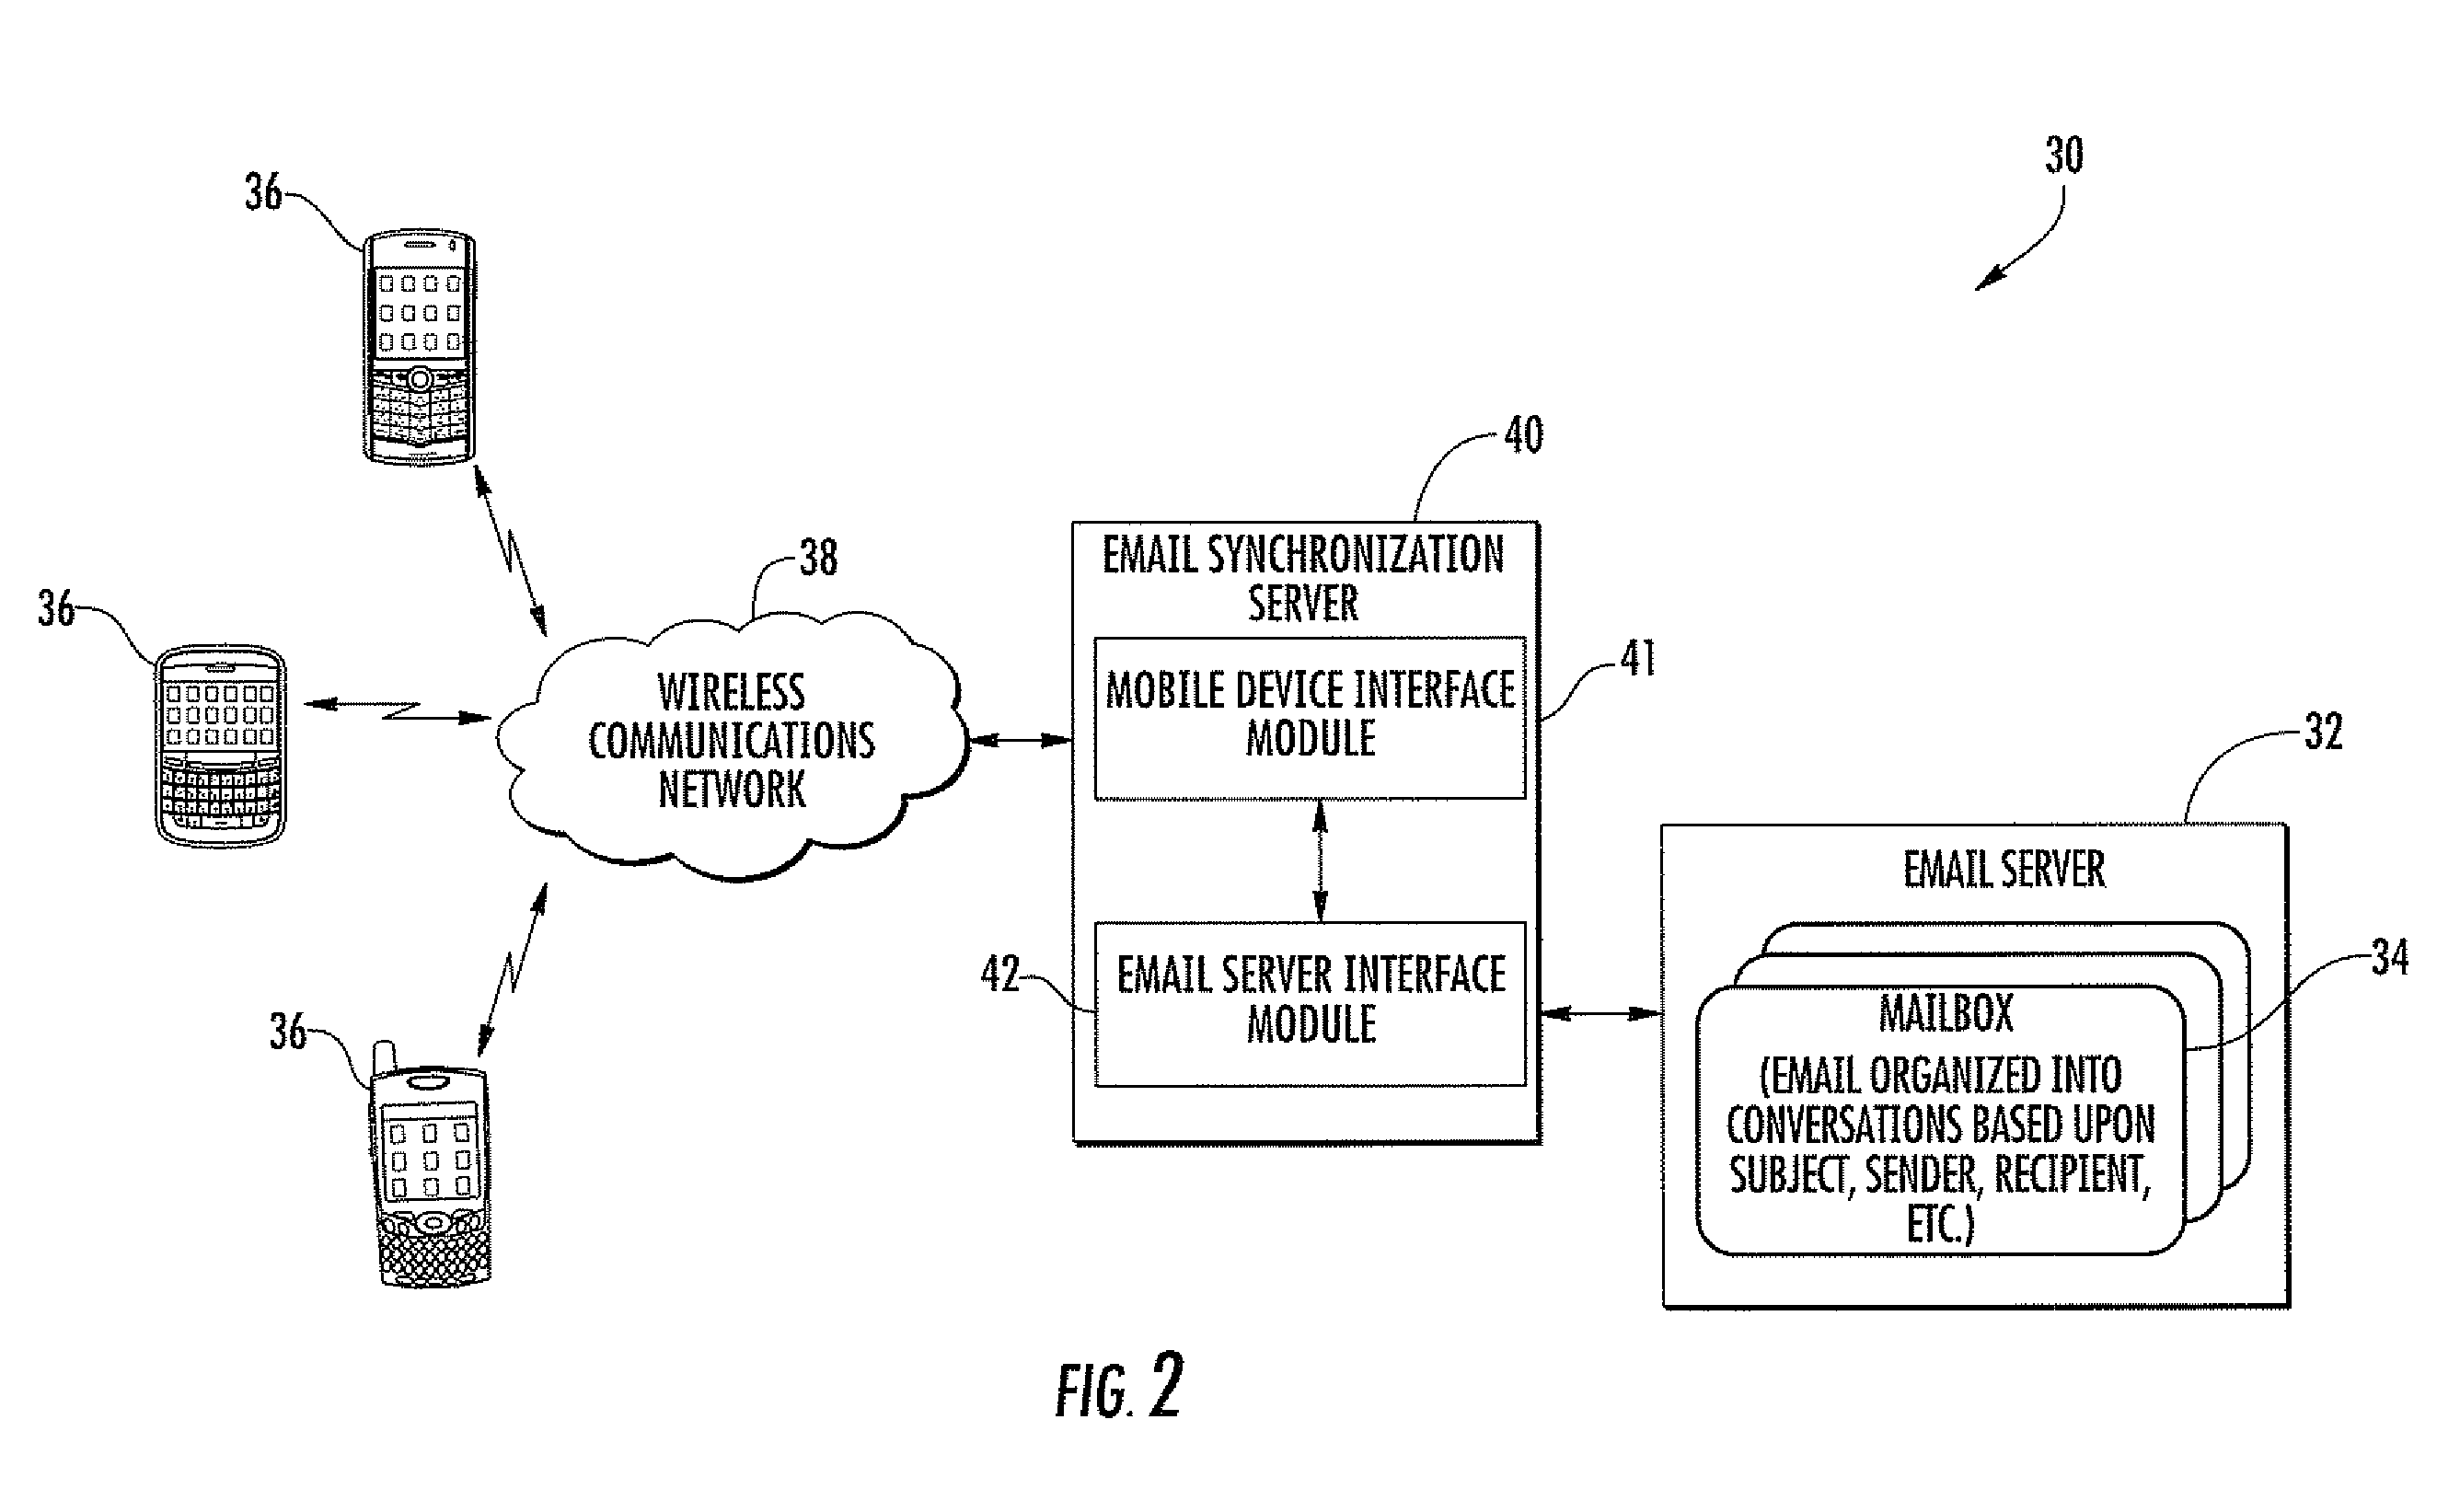 30
36
40
38
EMAIL SYNCHRONIZATION
SERVER
36
41
MOBILE DEVICE INTERFACE
MODULE
WIRELESS
COMMUNICATIONS
NETWORK
32
EMAIL SERVER
42
EMAIL SERVER INTERFACE
MODULE
34
36
MAILBOX
(EMAIL ORGANIZED INTO
CONVERSATIONS BASED UPON
SUBJECT, SENDER, RECIPIENT,
ETC.)
FIG. 2